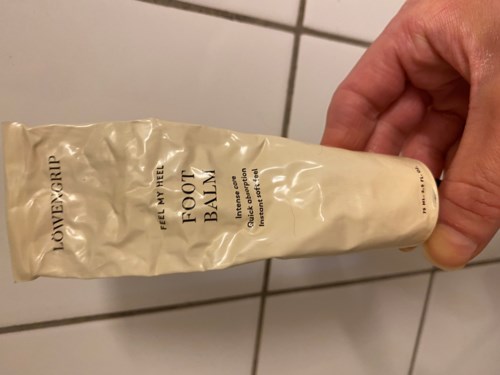 LÖWENGRIP
FEEL MY HEEL
FOOT
BALM
Intense care
Quick absorption
Instant soft feel